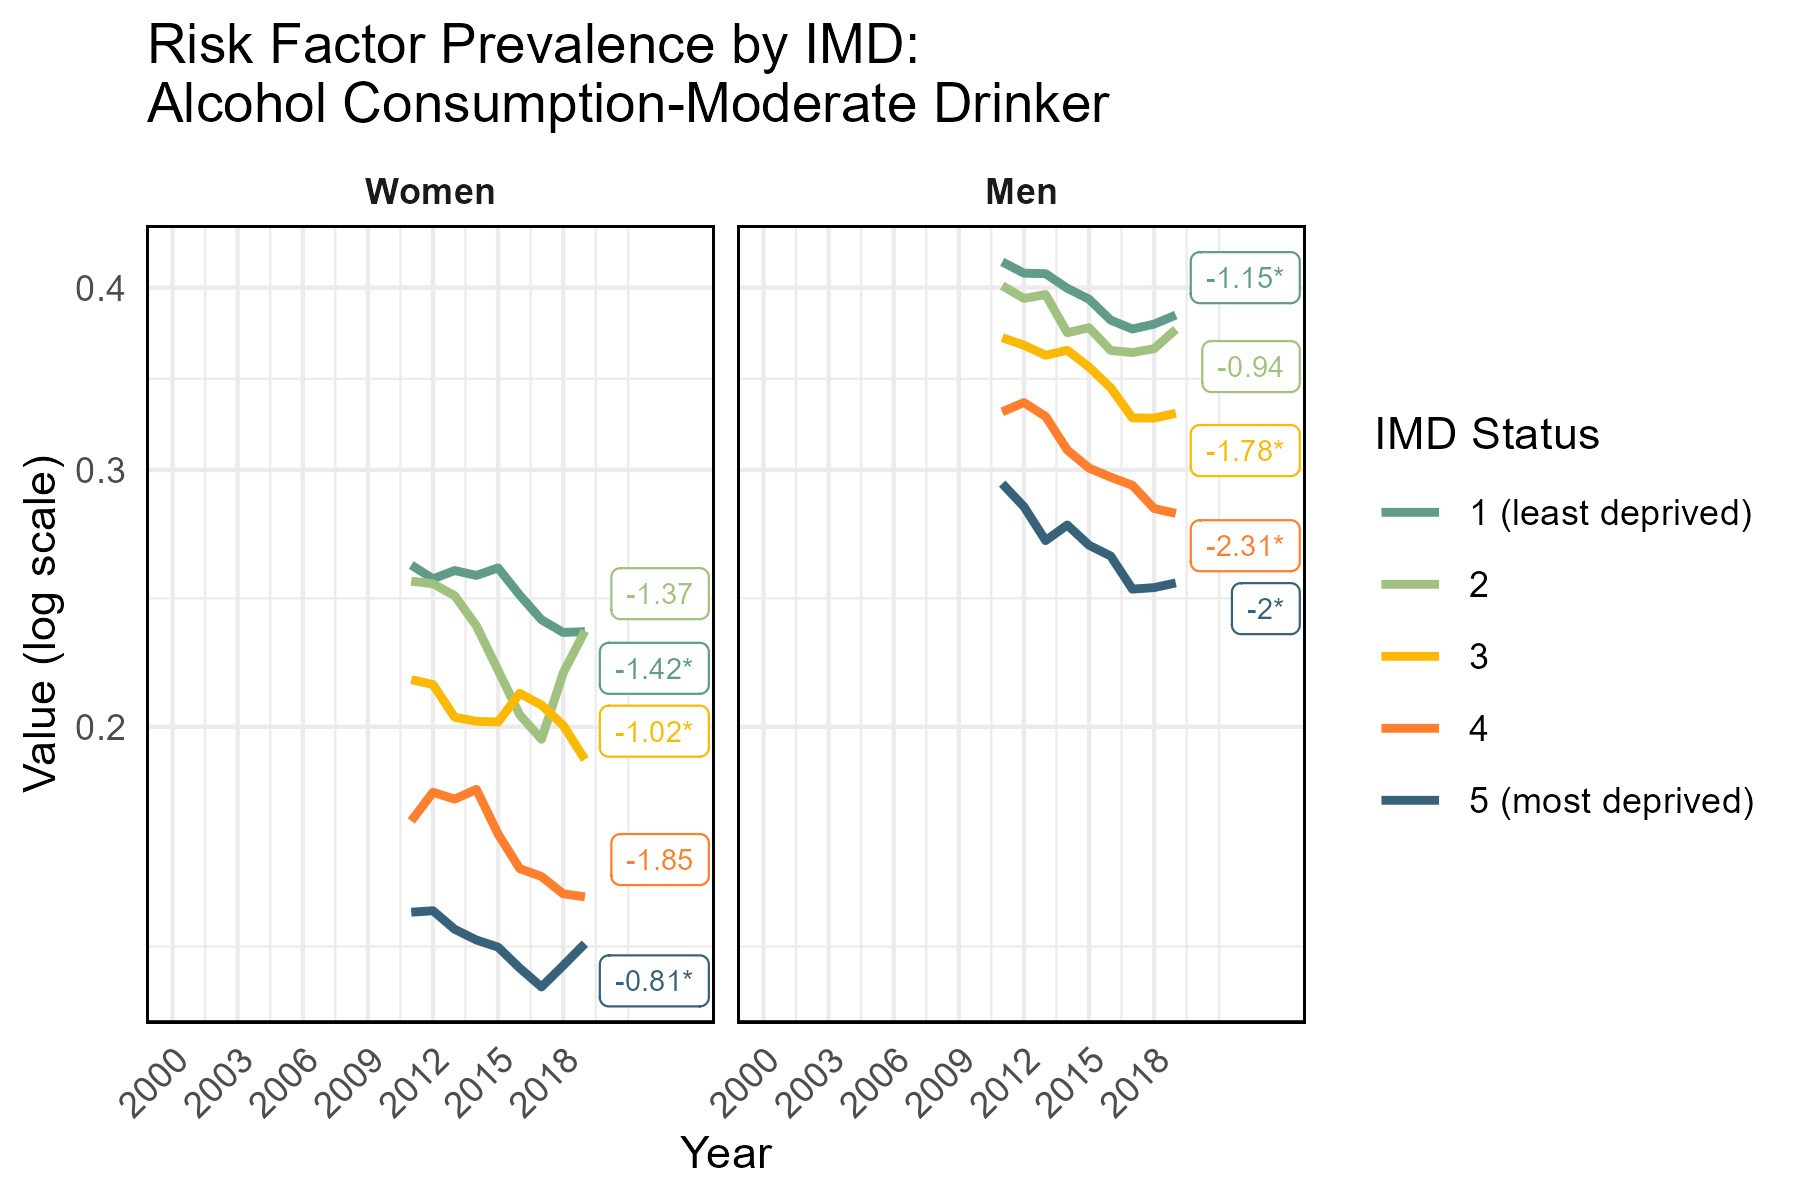 Risk Factor Prevalence by IMD:
Alcohol Consumption-Moderate Drinker
Women
Men
Value (log scale)
0.4
0.3
0.2
-1.37
-1.42*
-1.02*
-1.85
-0.81*
-1.15*
-0.94
-1.78*
-2.31*
-2*
2000 2003 2006 2009 2012 2015 2018
2000 2003 2006 2009 2012 2015 2018
Year
IMD Status
1 (least deprived)
2
3
4
5 (most deprived)